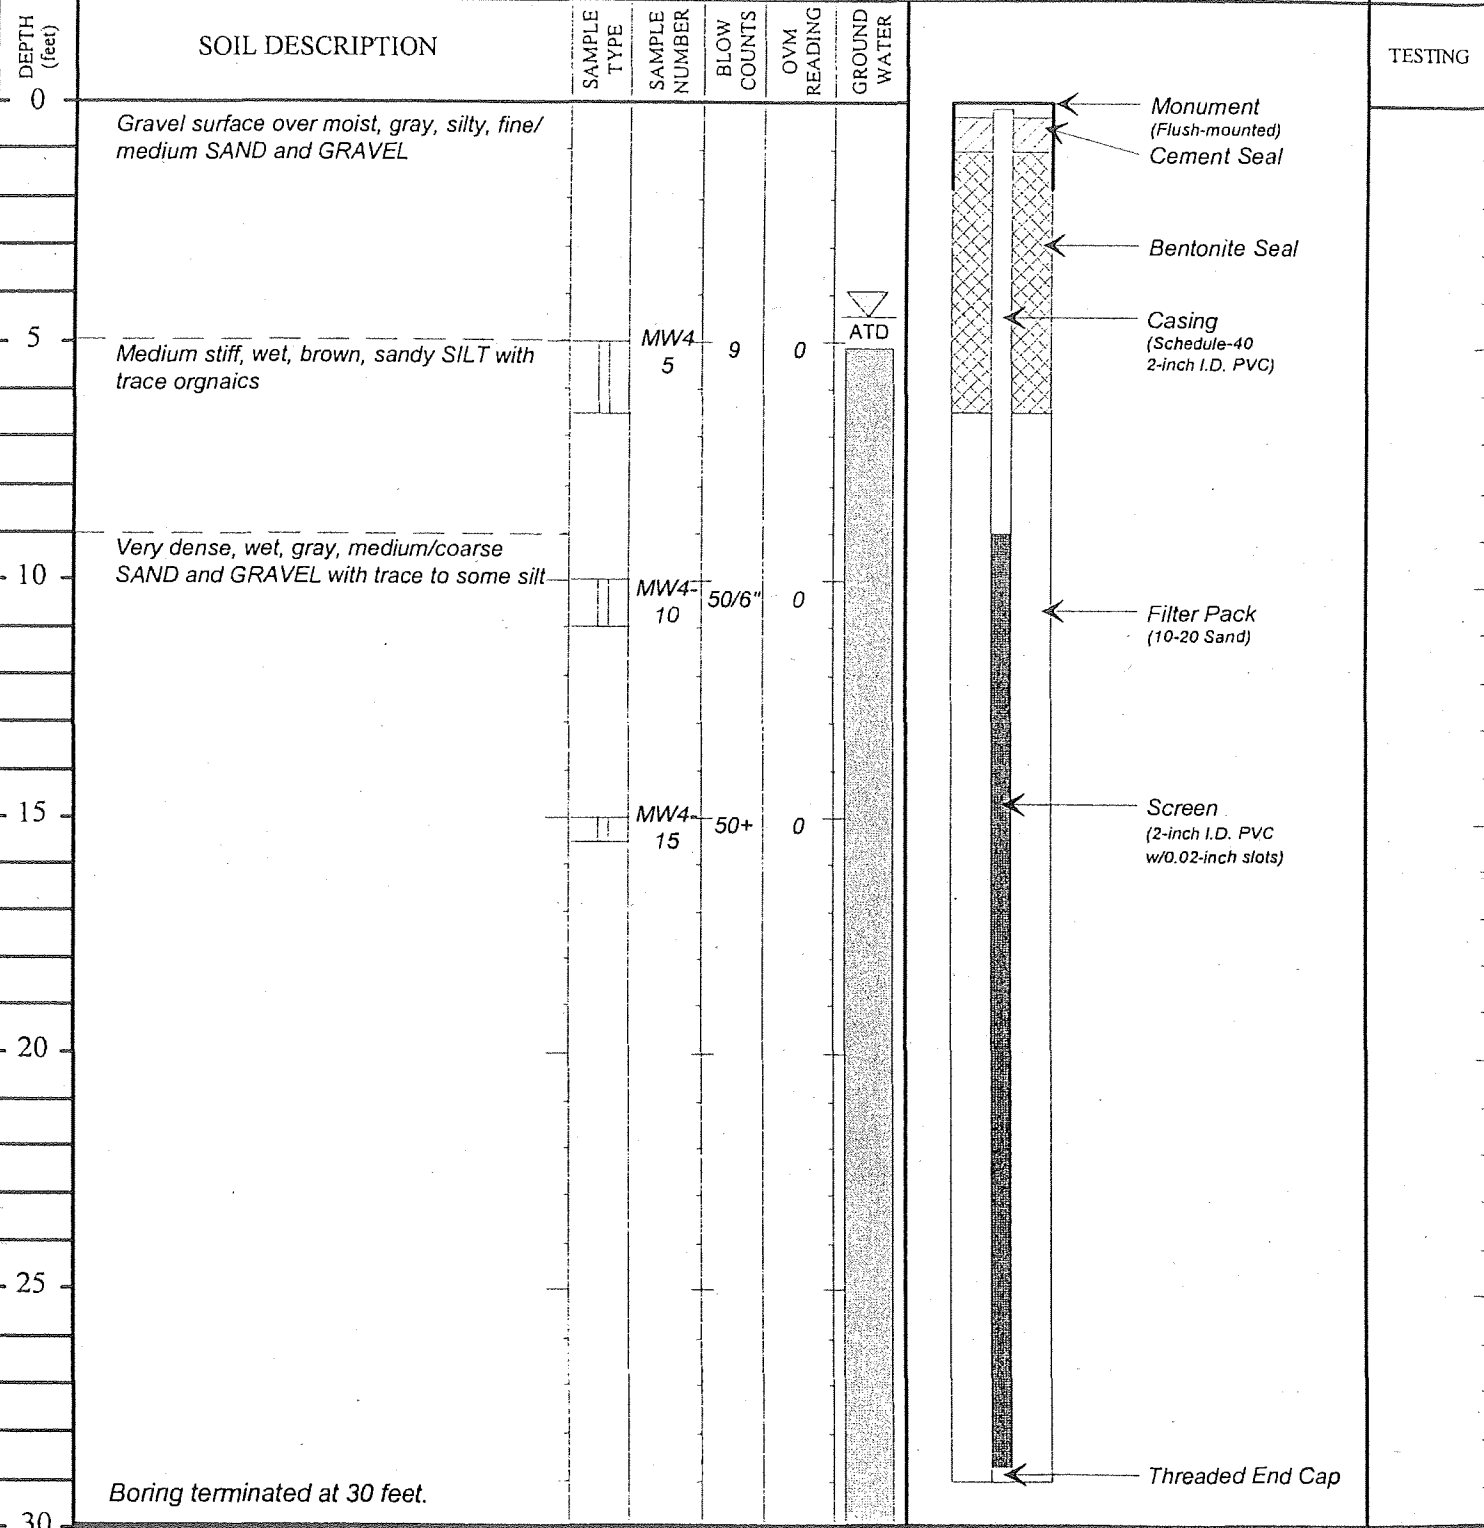 DEPTH
(feet)
SOIL DESCRIPTION
SAMPLE
TYPE
SAMPLE
NUMBER
BLOW
COUNTS
OVM
READING
GROUND
WATER
TESTING
0
Gravel surface over moist, gray, silty, fine/
medium SAND and GRAVEL
Monument
(Flush-mounted)
Cement Seal
Bentonite Seal
Casing
(Schedule-40
2-inch I.D. PVC)
ATD
5
Medium stiff, wet, brown, sandy SILT with
trace orgnaics
MW4
5
9
0
Very dense, wet, gray, medium/coarse
SAND and GRAVEL with trace to some silt
10
MW4-
10
50/6"
0
Filter Pack
(10-20 Sand)
15
MW4-
15
50+
0
Screen
(2-inch I.D. PVC
w/0.02-inch slots)
20
25
Threaded End Cap
Boring terminated at 30 feet.
30